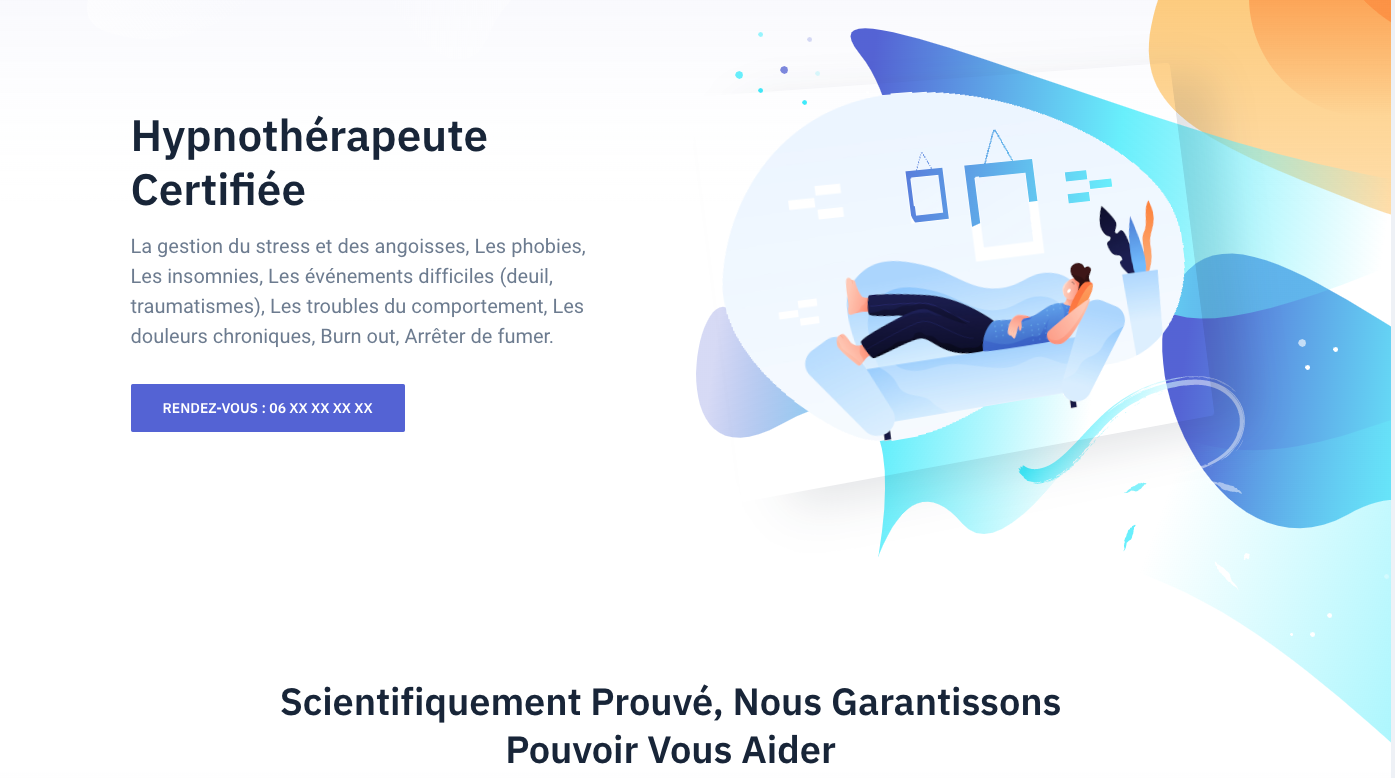 Hypnothérapeute
Certifiée
La gestion du stress et des angoisses, Les phobies,
Les insomnies, Les événements difficiles (deuil,
traumatismes), Les troubles du comportement, Les
douleurs chroniques, Burn out, Arrêter de fumer.
RENDEZ-VOUS : 06 XX XX XX XX
Scientifiquement Prouvé, Nous Garantissons
Pouvoir Vous Aider